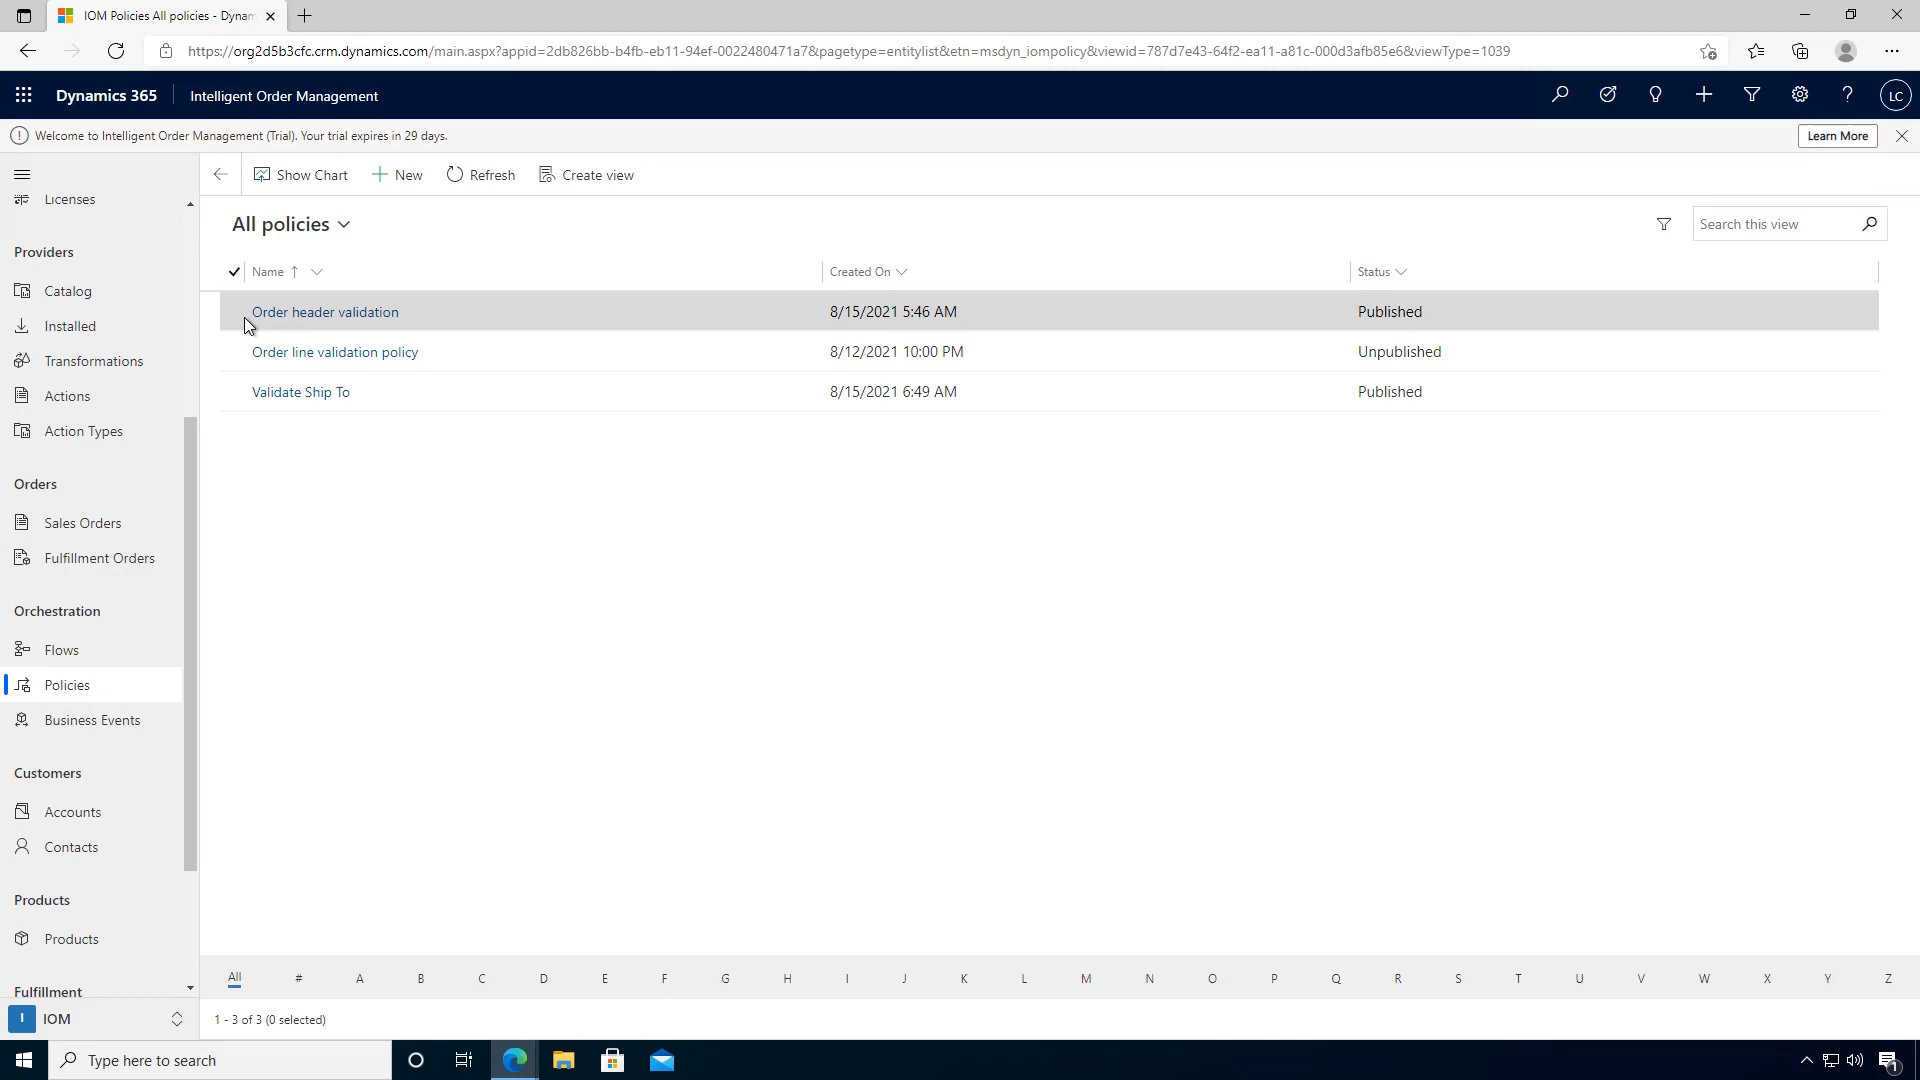 IOM Policies All policies - Dynan
https://org2d5b3cfc.crm.dynamics.com/main.aspx?appid=2db826bb-b4fb-eb11-94ef-0022480471a7&pagetype=entitylist&etn=msdyn_iompolicy&viewid=787d7e43-64f2-ea11-a81c-000d3afb85e6&viewType=1039
Dynamics 365 Intelligent Order Management LC
Welcome to Intelligent Order Management (Trial). Your trial expires in 29 days. Learn More
Show Chart New Refresh Create view
Licenses
Providers
Catalog
Installed
Transformations
Actions
Action Types
Orders
Sales Orders
Fulfillment Orders
Orchestration
Flows
Policies
Business Events
Customers
Accounts
Contacts
Products
Products
Fulfillment
I IOM
All policies Search this view
Name Created On Status
Order header validation 8/15/2021 5:46 AM Published
Order line validation policy 8/12/2021 10:00 PM Unpublished
Validate Ship To 8/15/2021 6:49 AM Published
All # A B C D E F G H I J K L M N O P Q R S T U V W X Y Z
1 - 3 of 3 (0 selected)
Type here to search 1